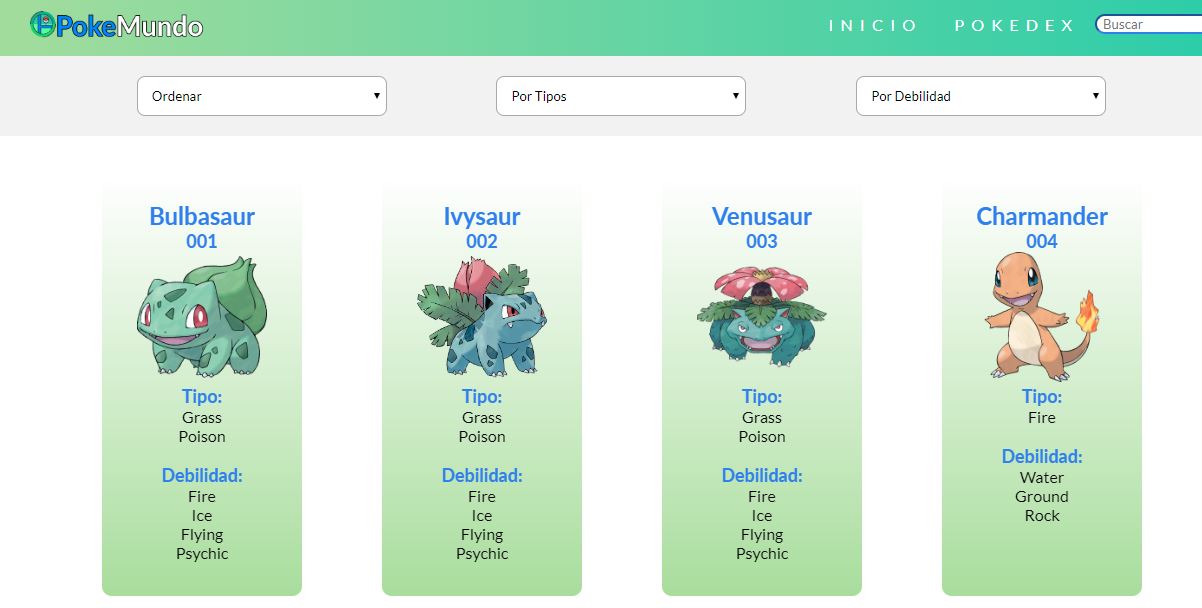 PokeMundo
INICIO POKEDEX Buscar
Ordenar Por Tipos Por Debilidad
Bulbasaur
001
Tipo:
Grass
Poison
Debilidad:
Fire
Ice
Flying
Psychic
Ivysaur
002
Tipo:
Grass
Poison
Debilidad:
Fire
Ice
Flying
Psychic
Venusaur
003
Tipo:
Grass
Poison
Debilidad:
Fire
Ice
Flying
Psychic
Charmander
004
Tipo:
Fire
Debilidad:
Water
Ground
Rock